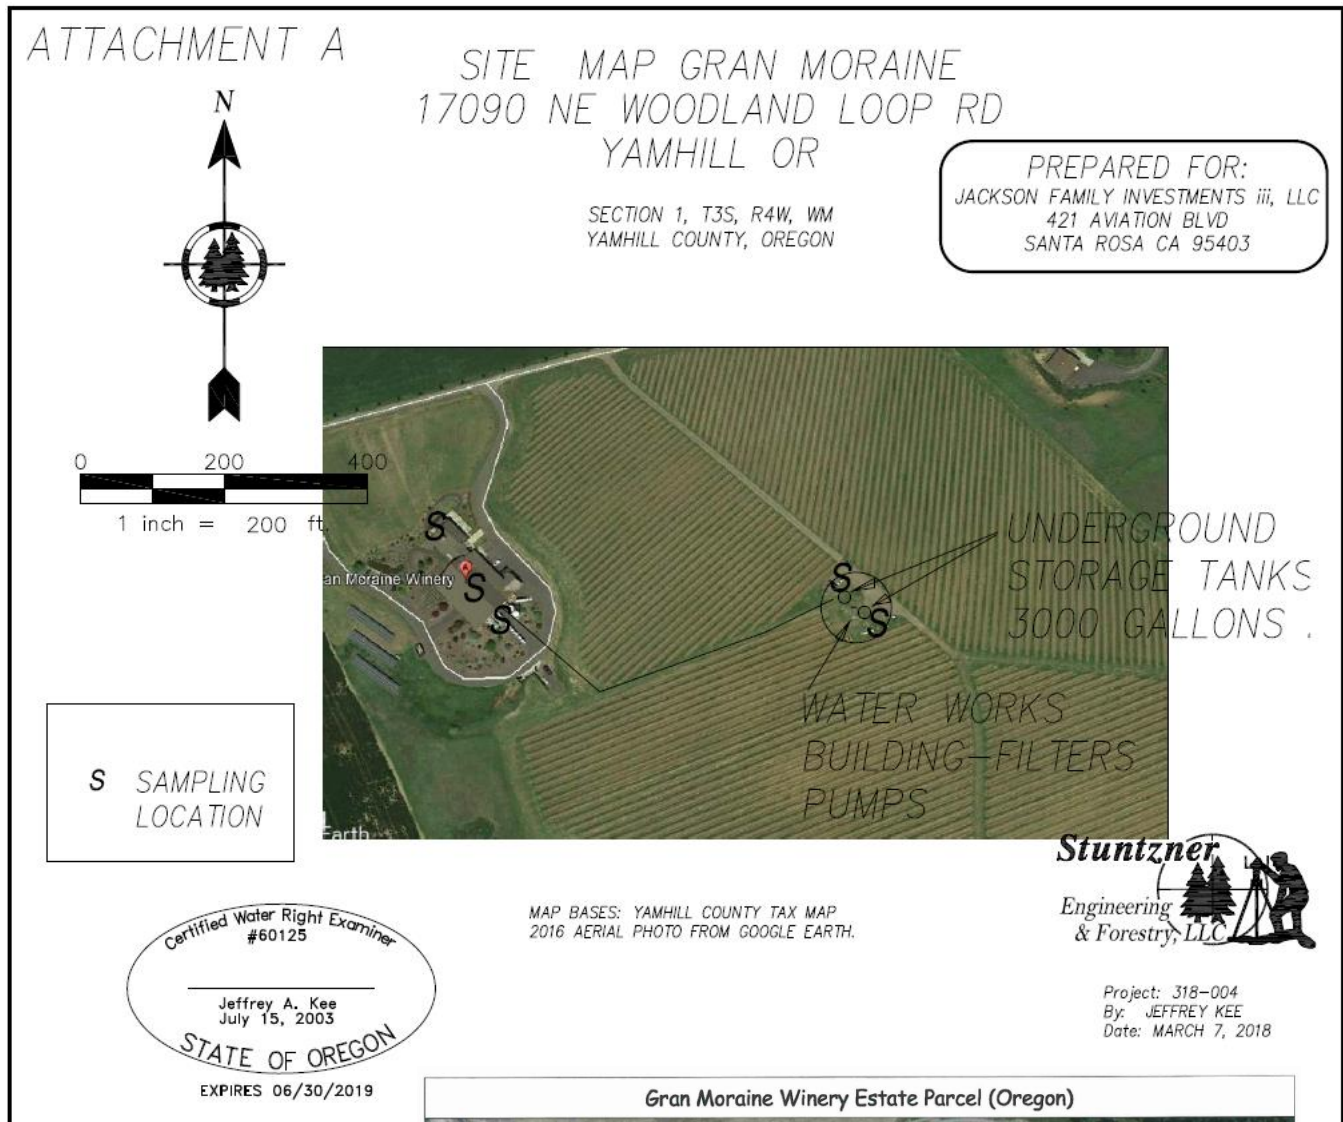 ATTACHMENT A
SITE MAP GRAN MORAINE
17090 NE WOODLAND LOOP RD
YAMHILL OR
SECTION 1, T3S, R4W, WM
YAMHILL COUNTY, OREGON
PREPARED FOR:
JACKSON FAMILY INVESTMENTS iii, LLC
421 AVIATION BLVD
SANTA ROSA CA 95403
N
0 200 400
1 inch = 200 ft.
S
an Moraine Winery
S
S
S
S
UNDERGROUND
STORAGE TANKS
3000 GALLONS .
WATER WORKS
BUILDING-FILTERS
PUMPS
Earth
S SAMPLING
LOCATION
Stuntzner
Engineering
& Forestry, LLC
MAP BASES: YAMHILL COUNTY TAX MAP
2016 AERIAL PHOTO FROM GOOGLE EARTH.
Certified Water Right Examiner
#60125
Jeffrey A. Kee
July 15, 2003
STATE OF OREGON
EXPIRES 06/30/2019
Project: 318-004
By: JEFFREY KEE
Date: MARCH 7, 2018
Gran Moraine Winery Estate Parcel (Oregon)